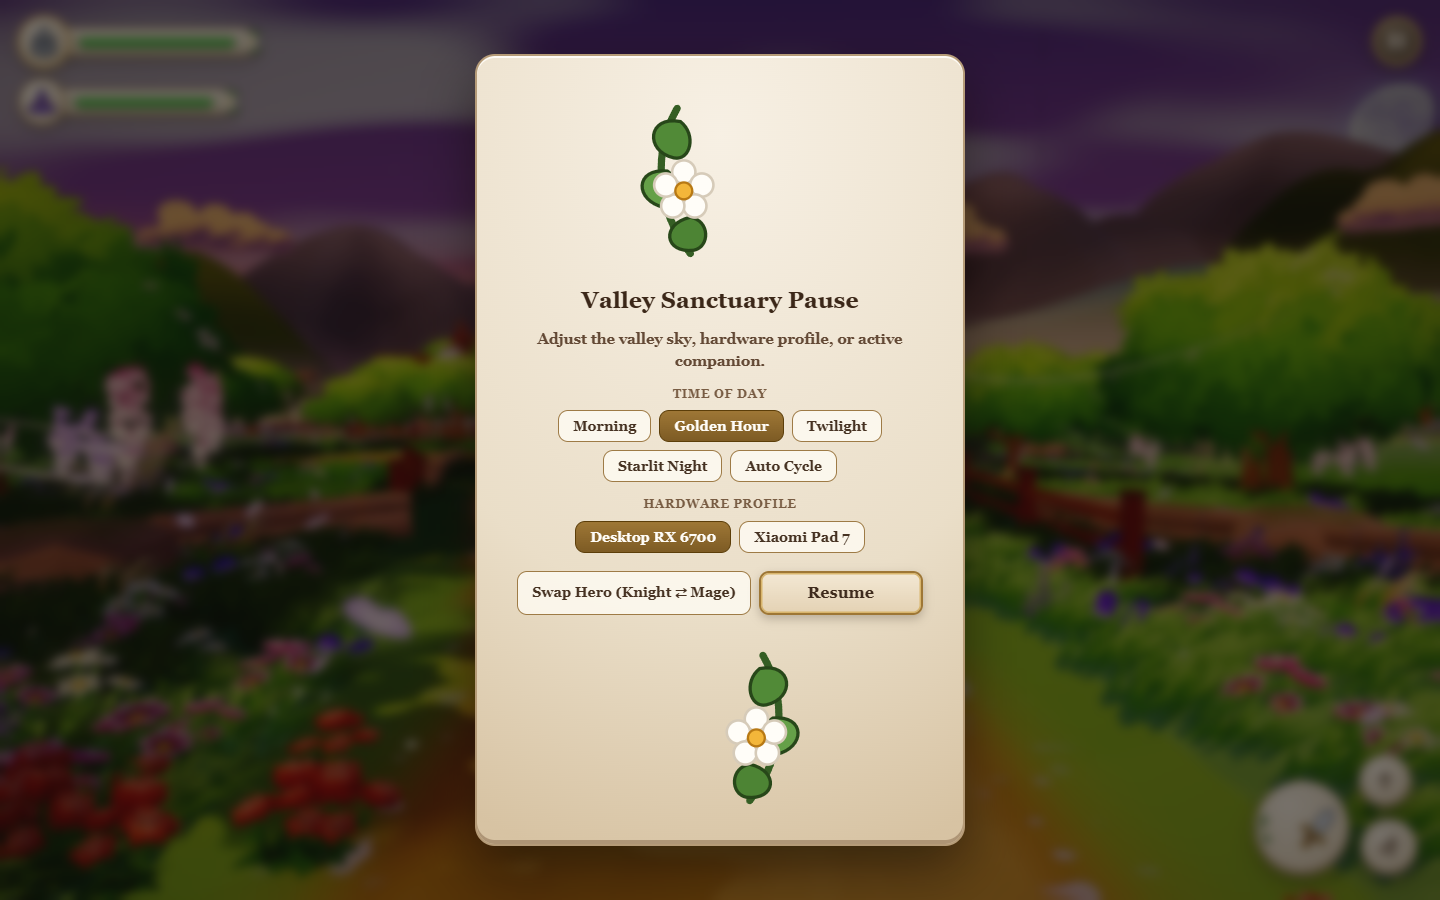 Valley Sanctuary Pause
Adjust the valley sky, hardware profile, or active
companion.
TIME OF DAY
Morning
Golden Hour
Twilight
Starlit Night
Auto Cycle
HARDWARE PROFILE
Desktop RX 6700
Xiaomi Pad 7
Swap Hero (Knight ⇄ Mage)
Resume